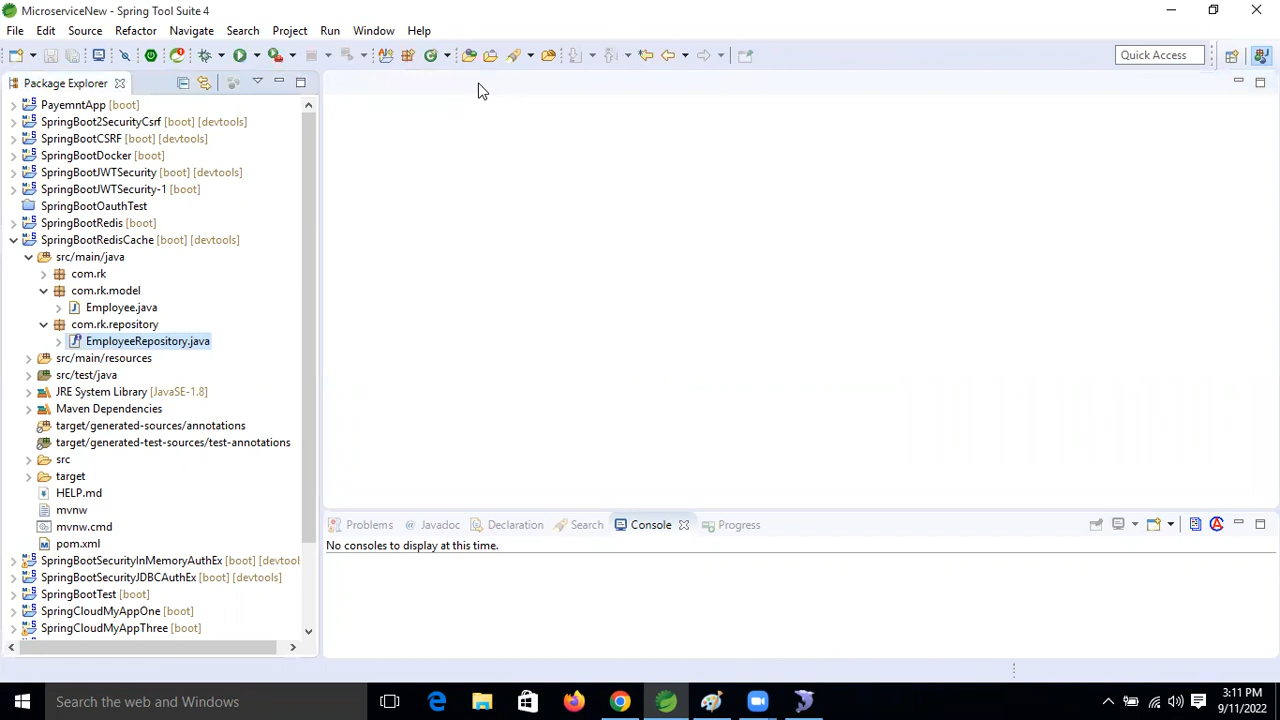 MicroserviceNew - Spring Tool Suite 4
File Edit Source Refactor Navigate Search Project Run Window Help
Quick Access
Package Explorer
PayemntApp [boot]
SpringBoot2SecurityCsrf [boot] [devtools]
SpringBootCSRF [boot] [devtools]
SpringBootDocker [boot]
SpringBootJWTSecurity [boot] [devtools]
SpringBootJWTSecurity-1 [boot]
SpringBootOauthTest
SpringBootRedis [boot]
SpringBootRedisCache [boot] [devtools]
src/main/java
com.rk
com.rk.model
Employee.java
com.rk.repository
EmployeeRepository.java
src/main/resources
src/test/java
JRE System Library [JavaSE-1.8]
Maven Dependencies
target/generated-sources/annotations
target/generated-test-sources/test-annotations
src
target
HELP.md
mvnw
mvnw.cmd
pom.xml
SpringBootSecurityInMemoryAuthEx [boot] [devtool
SpringBootSecurityJDBCAuthEx [boot] [devtools]
SpringBootTest [boot]
SpringCloudMyAppOne [boot]
SpringCloudMyAppThree [boot]
Problems Javadoc Declaration Search Console Progress
No consoles to display at this time.
Search the web and Windows
3:11 PM
9/11/2022